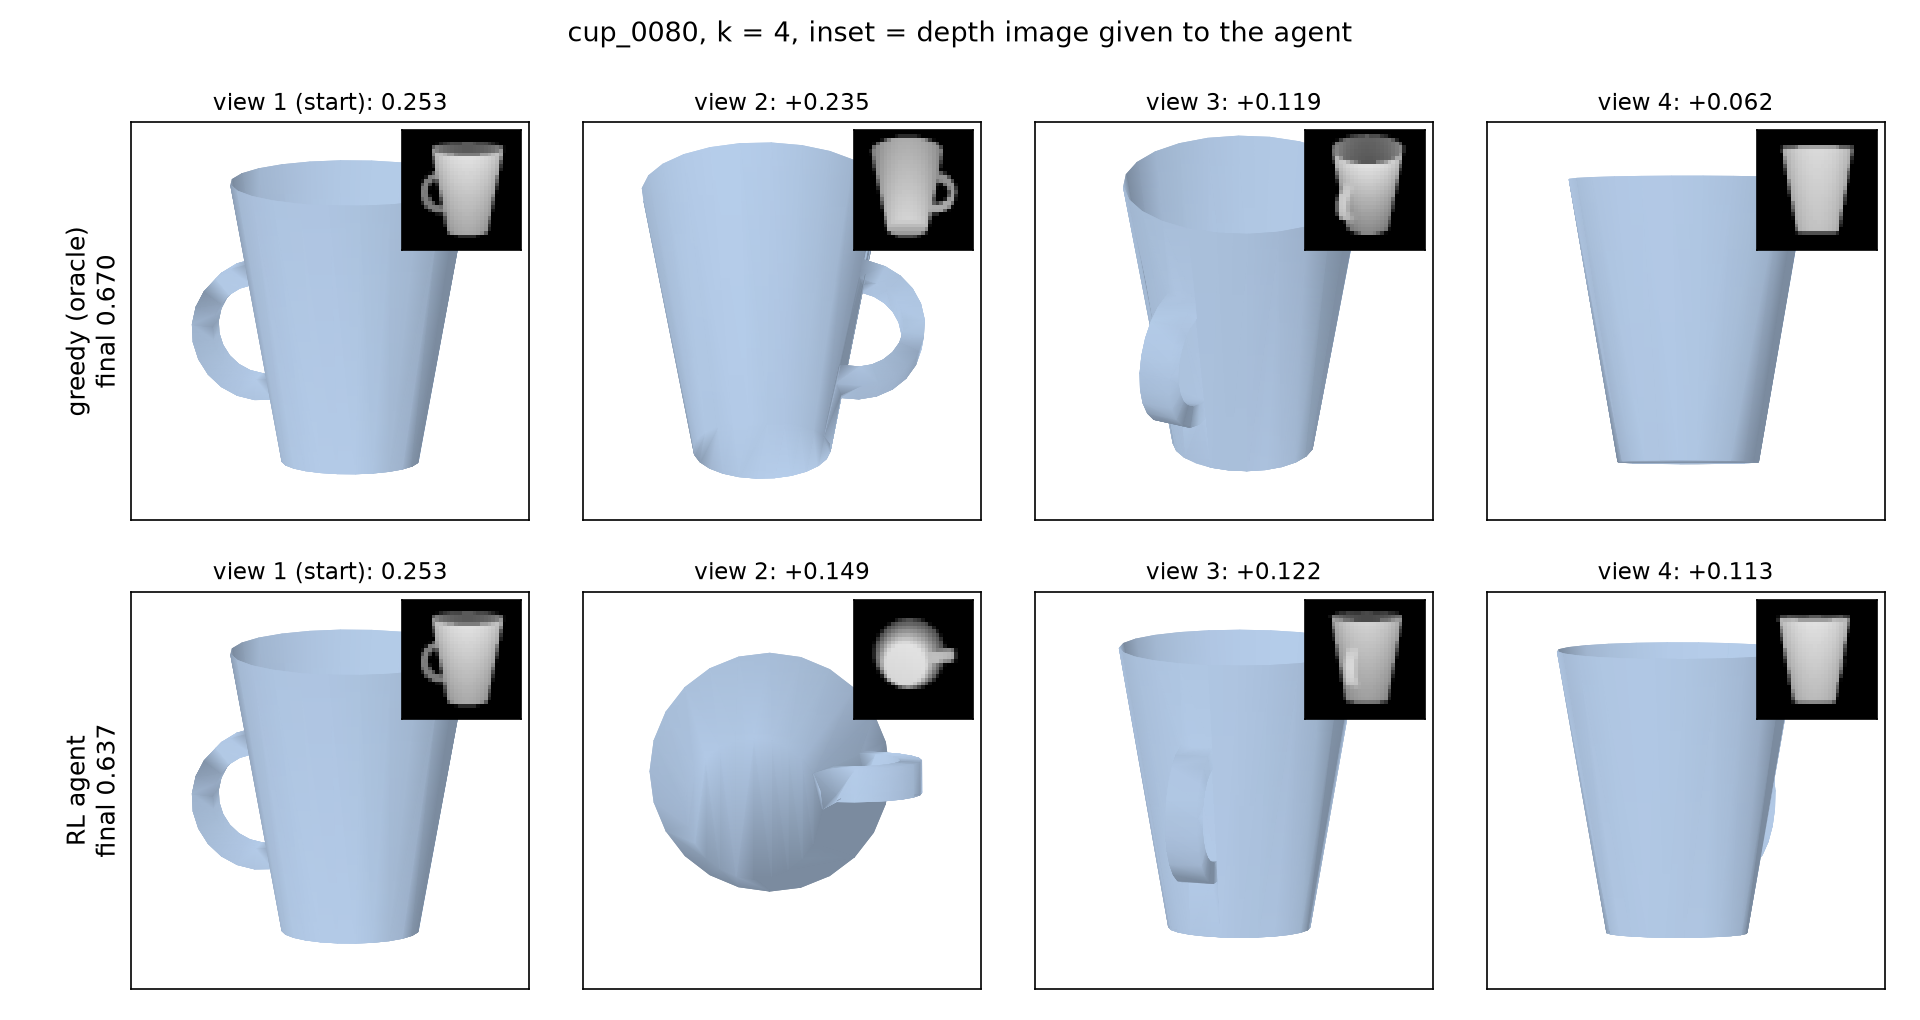 cup_0080, k = 4, inset = depth image given to the agent
greedy (oracle)
final 0.670
view 1 (start): 0.253
view 2: +0.235
view 3: +0.119
view 4: +0.062
RL agent
final 0.637
view 1 (start): 0.253
view 2: +0.149
view 3: +0.122
view 4: +0.113